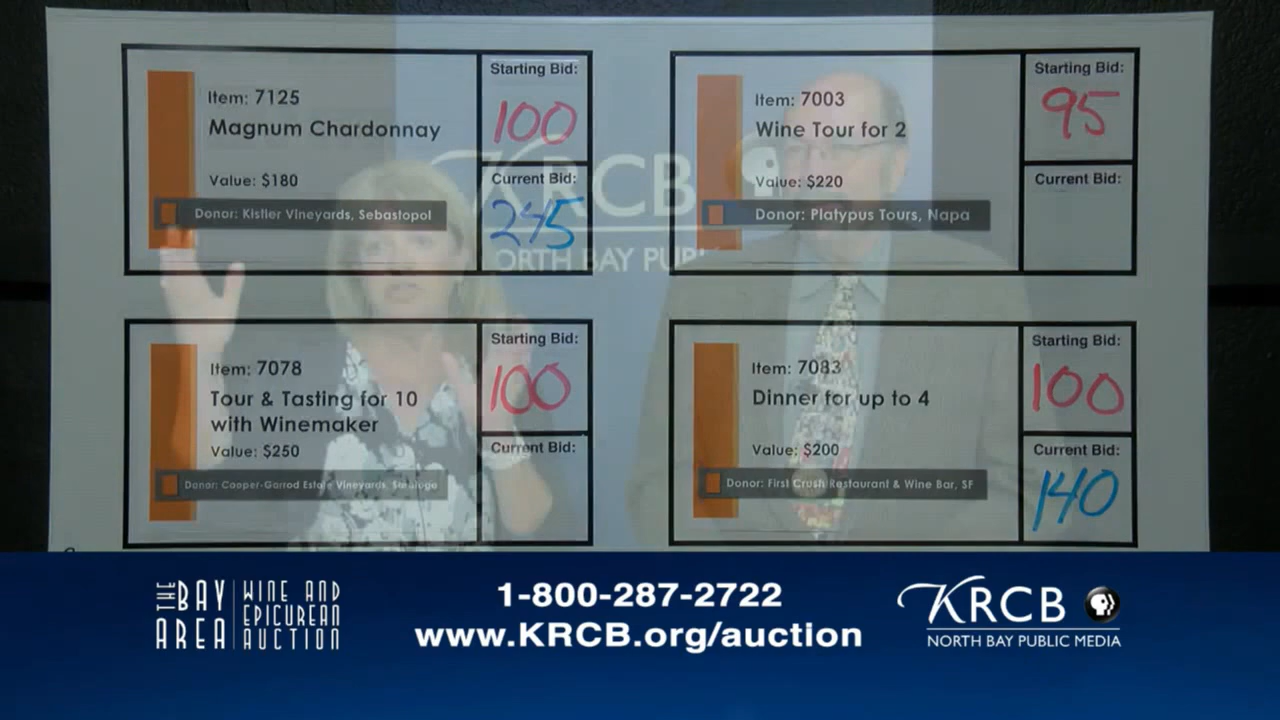 Item: 7125
Magnum Chardonnay
Value: $180
Donor: Kistler Vineyards, Sebastopol
Starting Bid:
100
Current Bid:
245
Item: 7003
Wine Tour for 2
Value: $220
Donor: Platypus Tours, Napa
Starting Bid:
95
Current Bid:
KRCB
NORTH BAY PUBL
Item: 7078
Tour & Tasting for 10
with Winemaker
Value: $250
Donor: Cooper-Garrod Estate Vineyards, Saratoga
Starting Bid:
100
Current Bid:
Item: 7083
Dinner for up to 4
Value: $200
Donor: First Crush Restaurant & Wine Bar, SF
Starting Bid:
100
Current Bid:
140
THE BAY AREA
WINE AND
EPICUREAN
AUCTION
1-800-287-2722
www.KRCB.org/auction
KRCB
NORTH BAY PUBLIC MEDIA